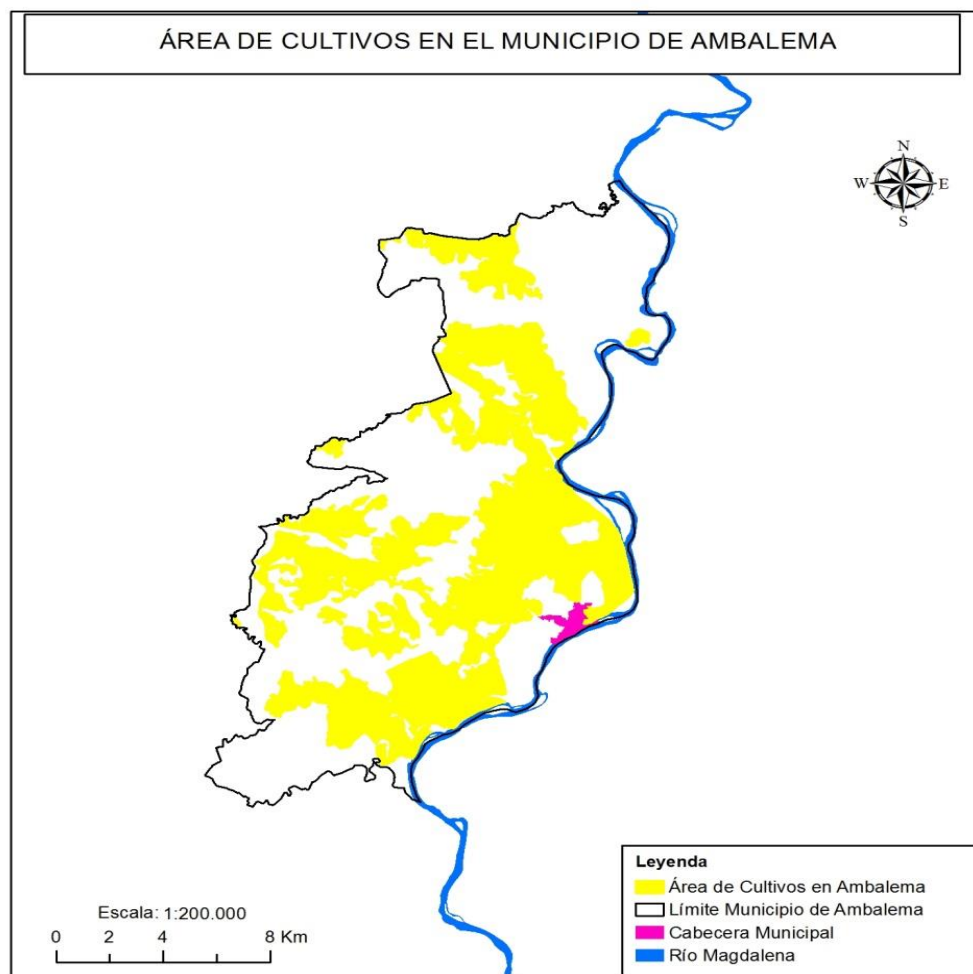 ÁREA DE CULTIVOS EN EL MUNICIPIO DE AMBALEMA
N
W
E
S
Leyenda
Área de Cultivos en Ambalema
Límite Municipio de Ambalema
Cabecera Municipal
Río Magdalena
Escala: 1:200.000
0 2 4 8 Km